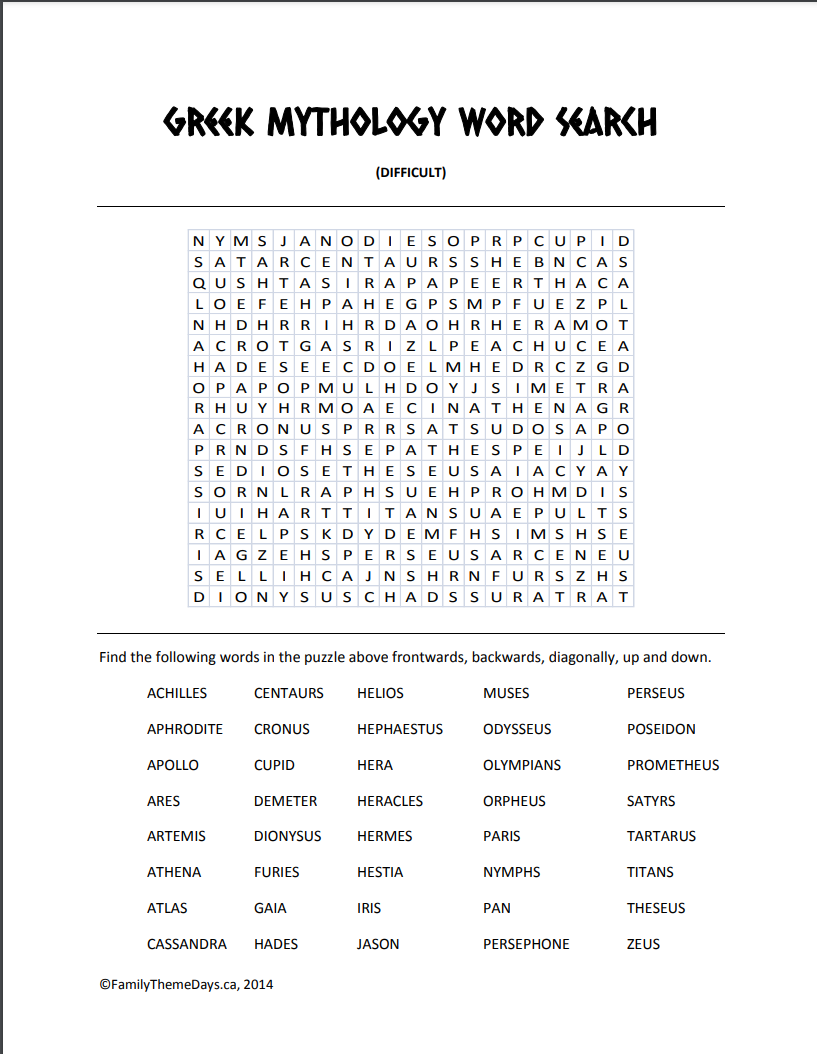 GREEK MYTHOLOGY WORD SEARCH
(DIFFICULT)
N Y M S J A N O D I E S O P R P C U P I D
S A T A R C E N T A U R S S H E B N C A S
Q U S H T A S I R A P A P E E R T H A C A
L O E F E H P A H E G P S M P F U E Z P L
N H D H R R I H R D A O H R H E R A M O T
A C R O T G A S R I Z L P E A C H U C E A
H A D E S E E C D O E L M H E D R C Z G D
O P A P O P M U L H D O Y J S I M E T R A
R H U Y H R M O A E C I N A T H E N A G R
A C R O N U S P R R S A T S U D O S A P O
P R N D S F H S E P A T H E S P E I J L D
S E D I O S E T H E S E U S A I A C Y A Y
S O R N L R A P H S U E H P R O H M D I S
I U I H A R T T I T A N S U A E P U L T S
R C E L P S K D Y D E M F H S I M S H S E
I A G Z E H S P E R S E U S A R C E N E U
S E L L I H C A J N S H R N F U R S Z H S
D I O N Y S U S C H A D S S U R A T R A T
Find the following words in the puzzle above frontwards, backwards, diagonally, up and down.
ACHILLES CENTAURS HELIOS MUSES PERSEUS
APHRODITE CRONUS HEPHAESTUS ODYSSEUS POSEIDON
APOLLO CUPID HERA OLYMPIANS PROMETHEUS
ARES DEMETER HERACLES ORPHEUS SATYRS
ARTEMIS DIONYSUS HERMES PARIS TARTARUS
ATHENA FURIES HESTIA NYMPHS TITANS
ATLAS GAIA IRIS PAN THESEUS
CASSANDRA HADES JASON PERSEPHONE ZEUS
©FamilyThemeDays.ca, 2014